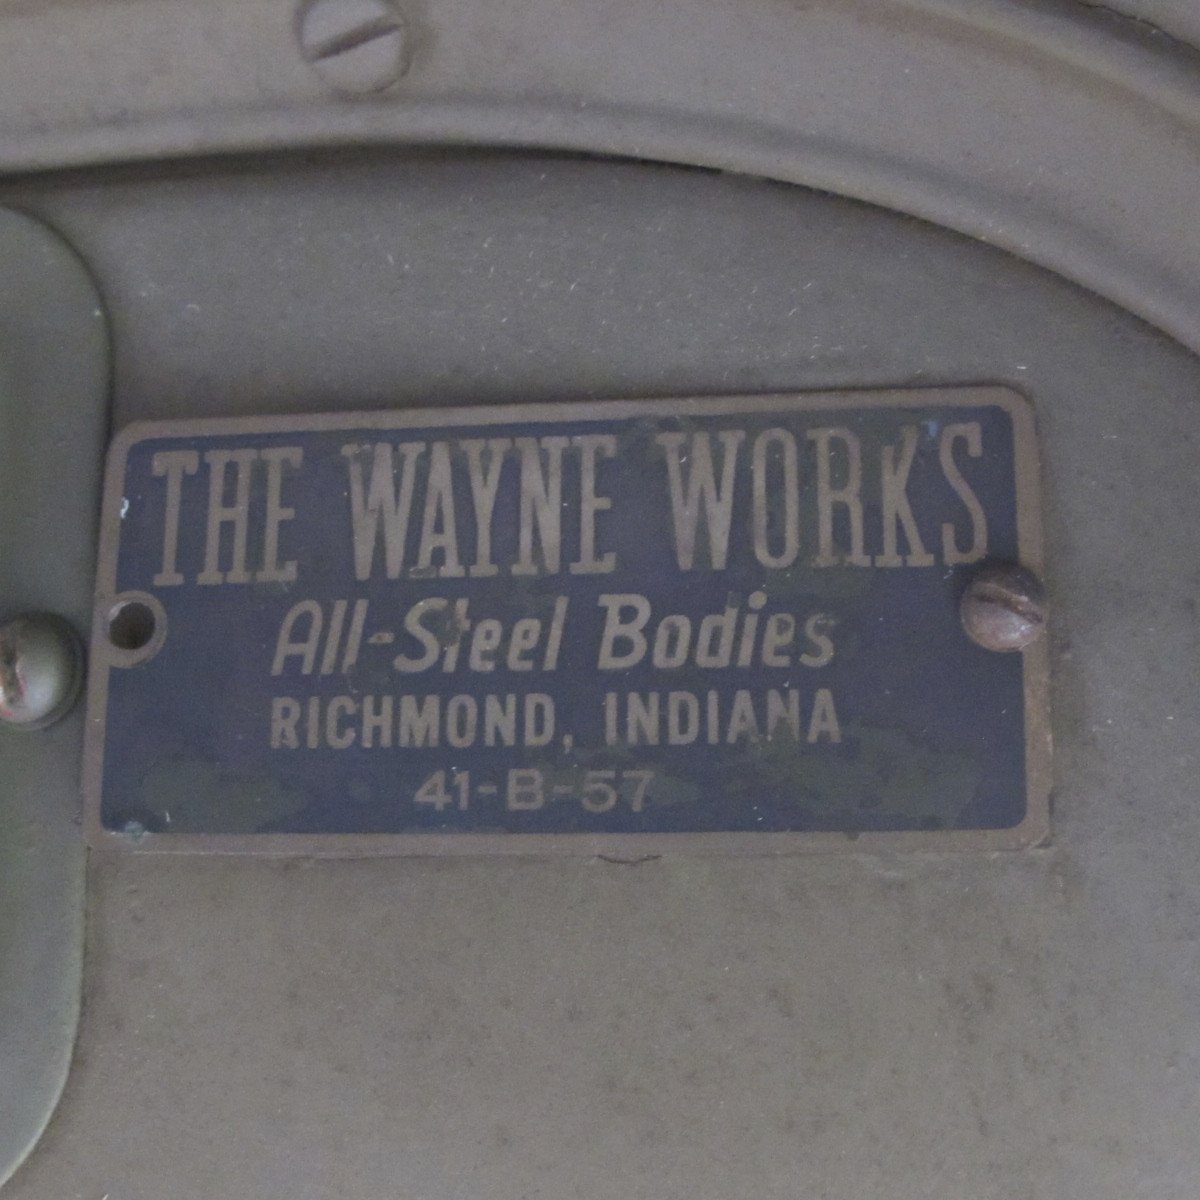 THE WAYNE WORKS
All-Steel Bodies
RICHMOND, INDIANA
41-B-57